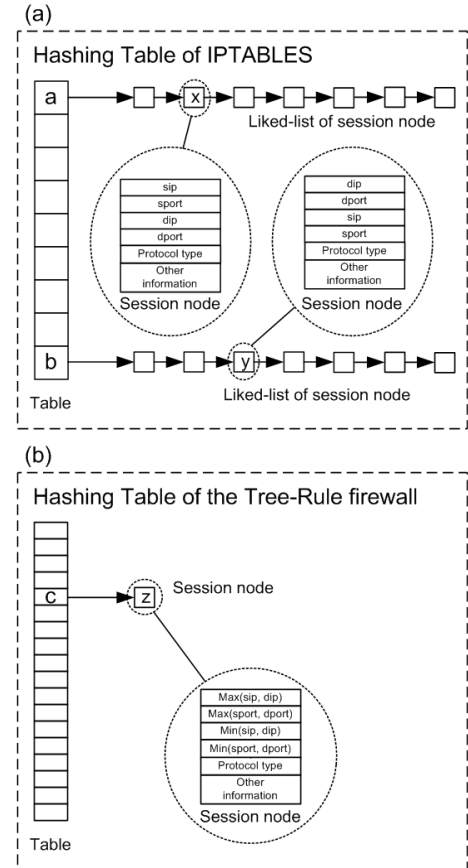 (a)
Hashing Table of IPTABLES
a
x
Liked-list of session node
sip
sport
dip
dport
Protocol type
Other
information
Session node
dip
dport
sip
sport
Protocol type
Other
information
Session node
b
y
Liked-list of session node
Table
(b)
Hashing Table of the Tree-Rule firewall
c
z
Session node
Max(sip, dip)
Max(sport, dport)
Min(sip, dip)
Min(sport, dport)
Protocol type
Other
information
Session node
Table